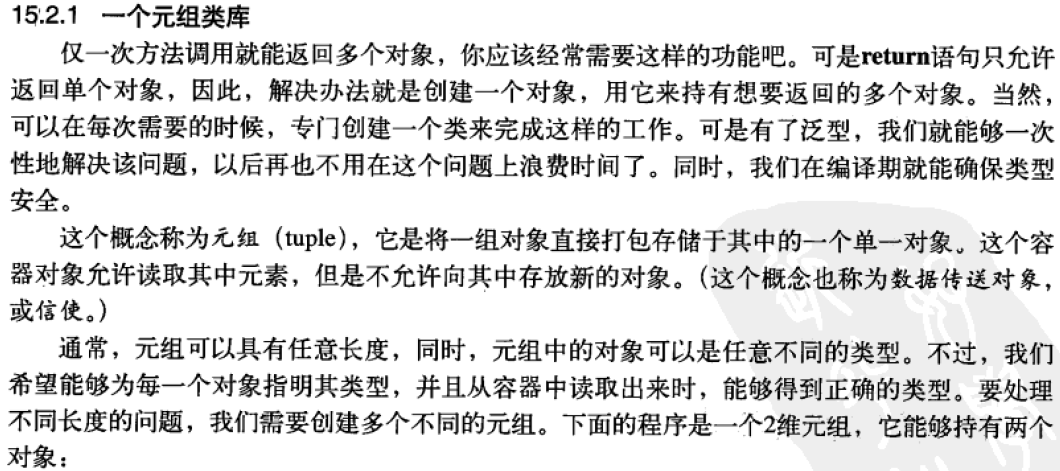 15.2.1 一个元组类库
仅一次方法调用就能返回多个对象，你应该经常需要这样的功能吧。可是return语句只允许
返回单个对象，因此，解决办法就是创建一个对象，用它来持有想要返回的多个对象。当然，
可以在每次需要的时候，专门创建一个类来完成这样的工作。可是有了泛型，我们就能够一次
性地解决该问题，以后再也不用在这个问题上浪费时间了。同时，我们在编译期就能确保类型
安全。
这个概念称为元组（tuple），它是将一组对象直接打包存储于其中的一个单一对象。这个容
器对象允许读取其中元素，但是不允许向其中存放新的对象。（这个概念也称为数据传送对象，
或信使。）
通常，元组可以具有任意长度，同时，元组中的对象可以是任意不同的类型。不过，我们
希望能够为每一个对象指明其类型，并且从容器中读取出来时，能够得到正确的类型。要处理
不同长度的问题，我们需要创建多个不同的元组。下面的程序是一个2维元组，它能够持有两个
对象：